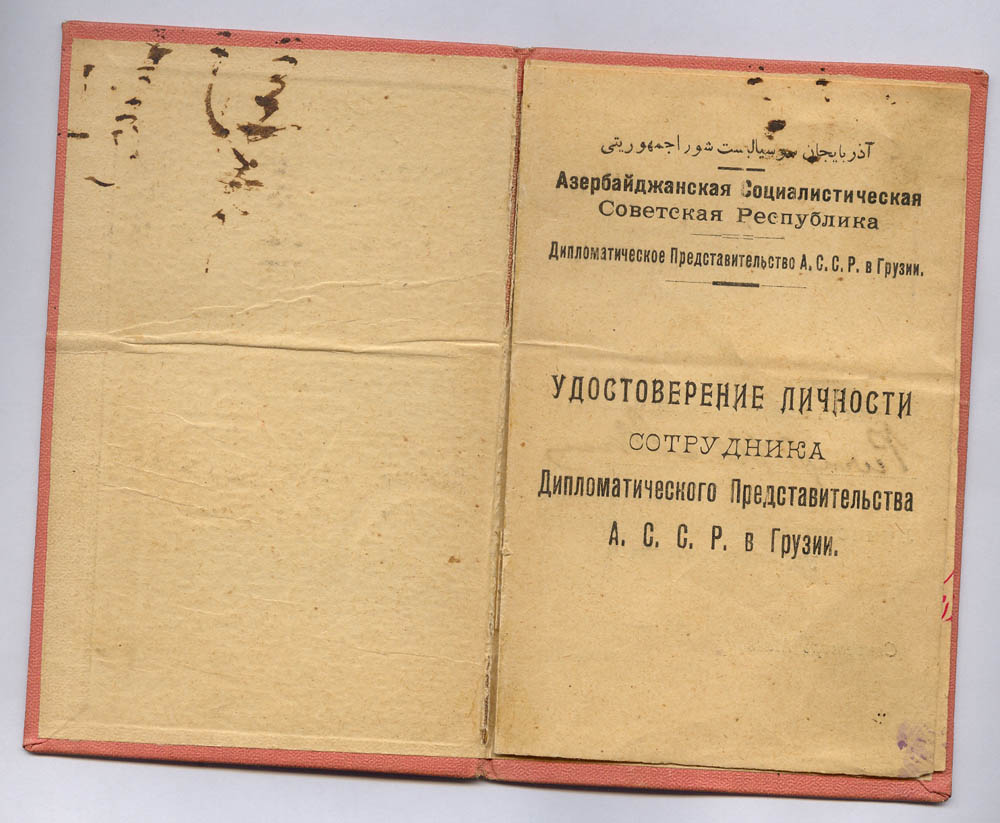 آذربایجان سوسیالیست شورا جمهوریتی
Азербайджанская Социалистическая
Советская Республика
Дипломатическое Представительство А. С. С. Р. в Грузии.
УДОСТОВЕРЕНИЕ ЛИЧНОСТИ
СОТРУДНИКА
Дипломатического Представительства
А. С. С. Р. в Грузии.